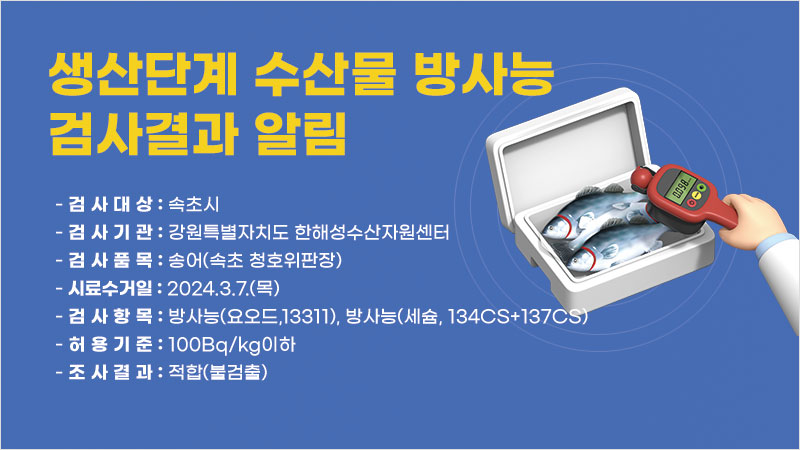 생산단계 수산물 방사능
검사결과 알림
- 검 사 대 상 : 속초시
- 검 사 기 관 : 강원특별자치도 한해성수산자원센터
- 검 사 품 목 : 송어(속초 청호위판장)
- 시료수거일 : 2024.3.7.(목)
- 검 사 항 목 : 방사능(요오드,13311), 방사능(세슘, 134CS+137CS)
- 허 용 기 준 : 100Bq/kg이하
- 조 사 결 과 : 적합(불검출)
0.098